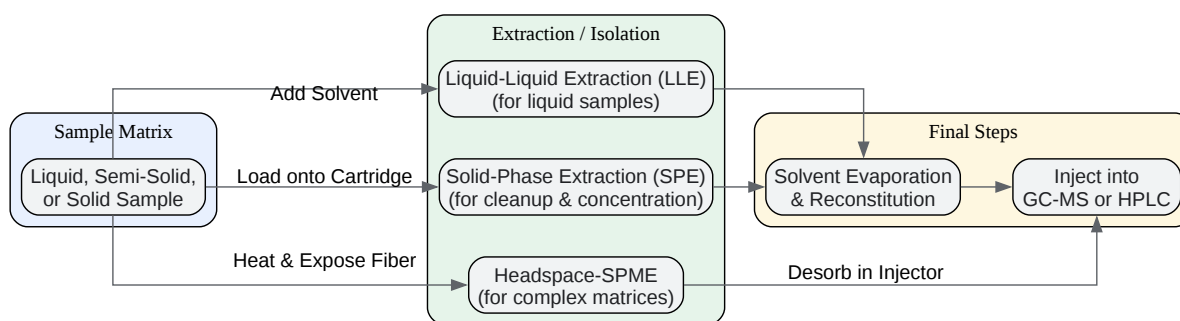 Extraction / Isolation
Liquid-Liquid Extraction (LLE)
(for liquid samples)
Add Solvent
Sample Matrix
Final Steps
Liquid, Semi-Solid,
or Solid Sample
Load onto Cartridge
Solid-Phase Extraction (SPE)
(for cleanup & concentration)
Solvent Evaporation
& Reconstitution
Inject into
GC-MS or HPLC
Heat & Expose Fiber
Headspace-SPME
(for complex matrices)
Desorb in Injector